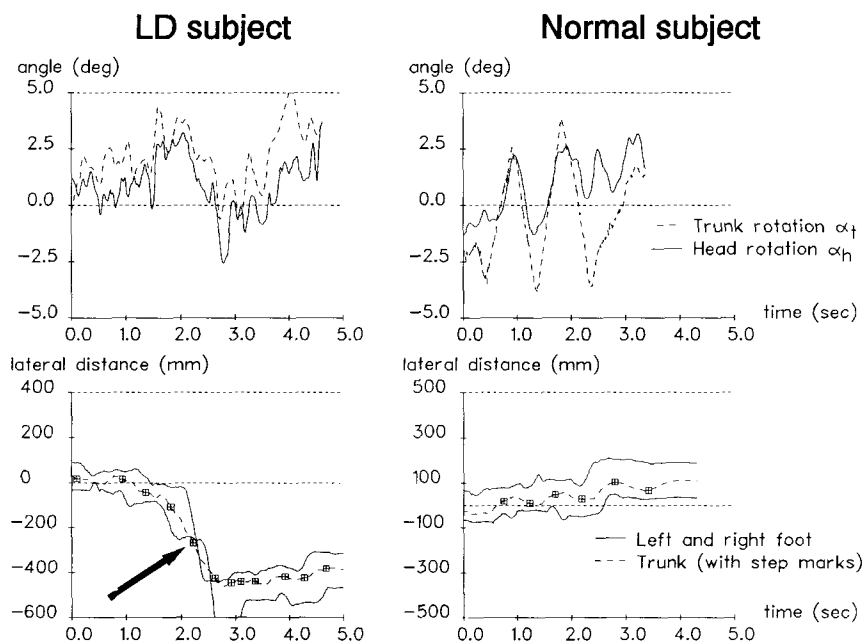 LD subject
Normal subject
angle (deg)
angle (deg)
5.0
2.5
0.0
-2.5
-5.0
0.0 1.0 2.0 3.0 4.0 5.0
5.0
2.5
0.0
-2.5
-5.0
-- Trunk rotation αt
— Head rotation αh
time (sec)
0.0 1.0 2.0 3.0 4.0 5.0
lateral distance (mm)
lateral distance (mm)
400
200
0
-200
-400
-600
0.0 1.0 2.0 3.0 4.0 5.0
500
300
100
-100
-300
-500
— Left and right foot
-- Trunk (with step marks)
time (sec)
0.0 1.0 2.0 3.0 4.0 5.0